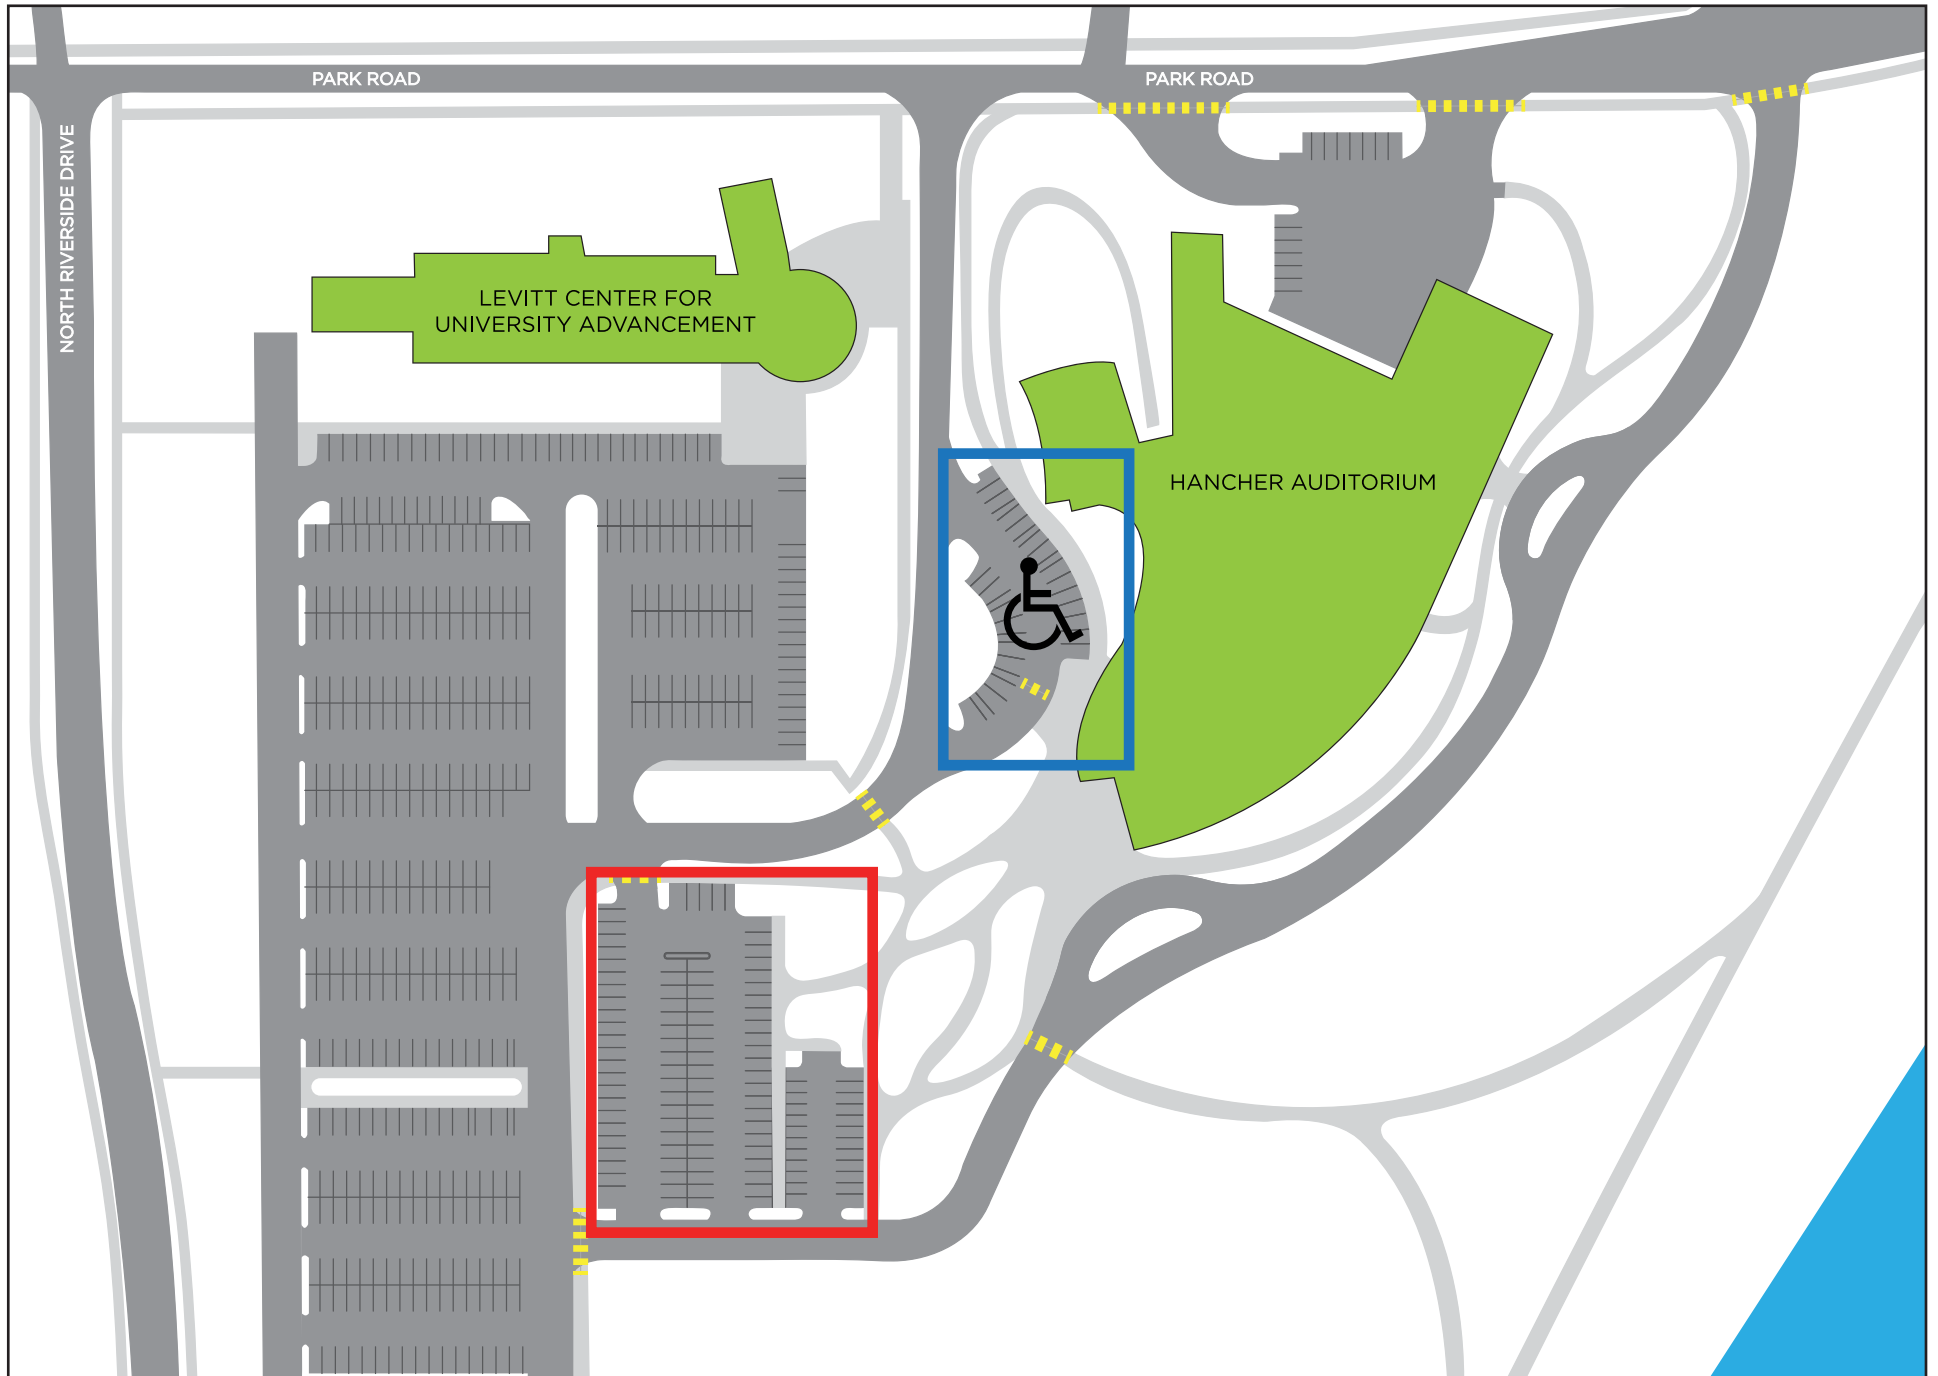 PARK ROAD
PARK ROAD
NORTH RIVERSIDE DRIVE
LEVITT CENTER FOR
UNIVERSITY ADVANCEMENT
HANCHER AUDITORIUM